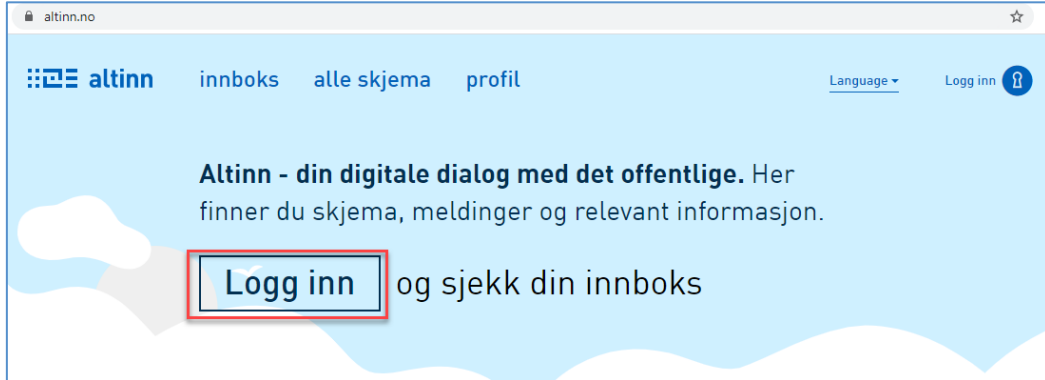 altinn.no
altinn innboks alle skjema profil Language Logg inn
Altinn - din digitale dialog med det offentlige. Her
finner du skjema, meldinger og relevant informasjon.
Logg inn og sjekk din innboks